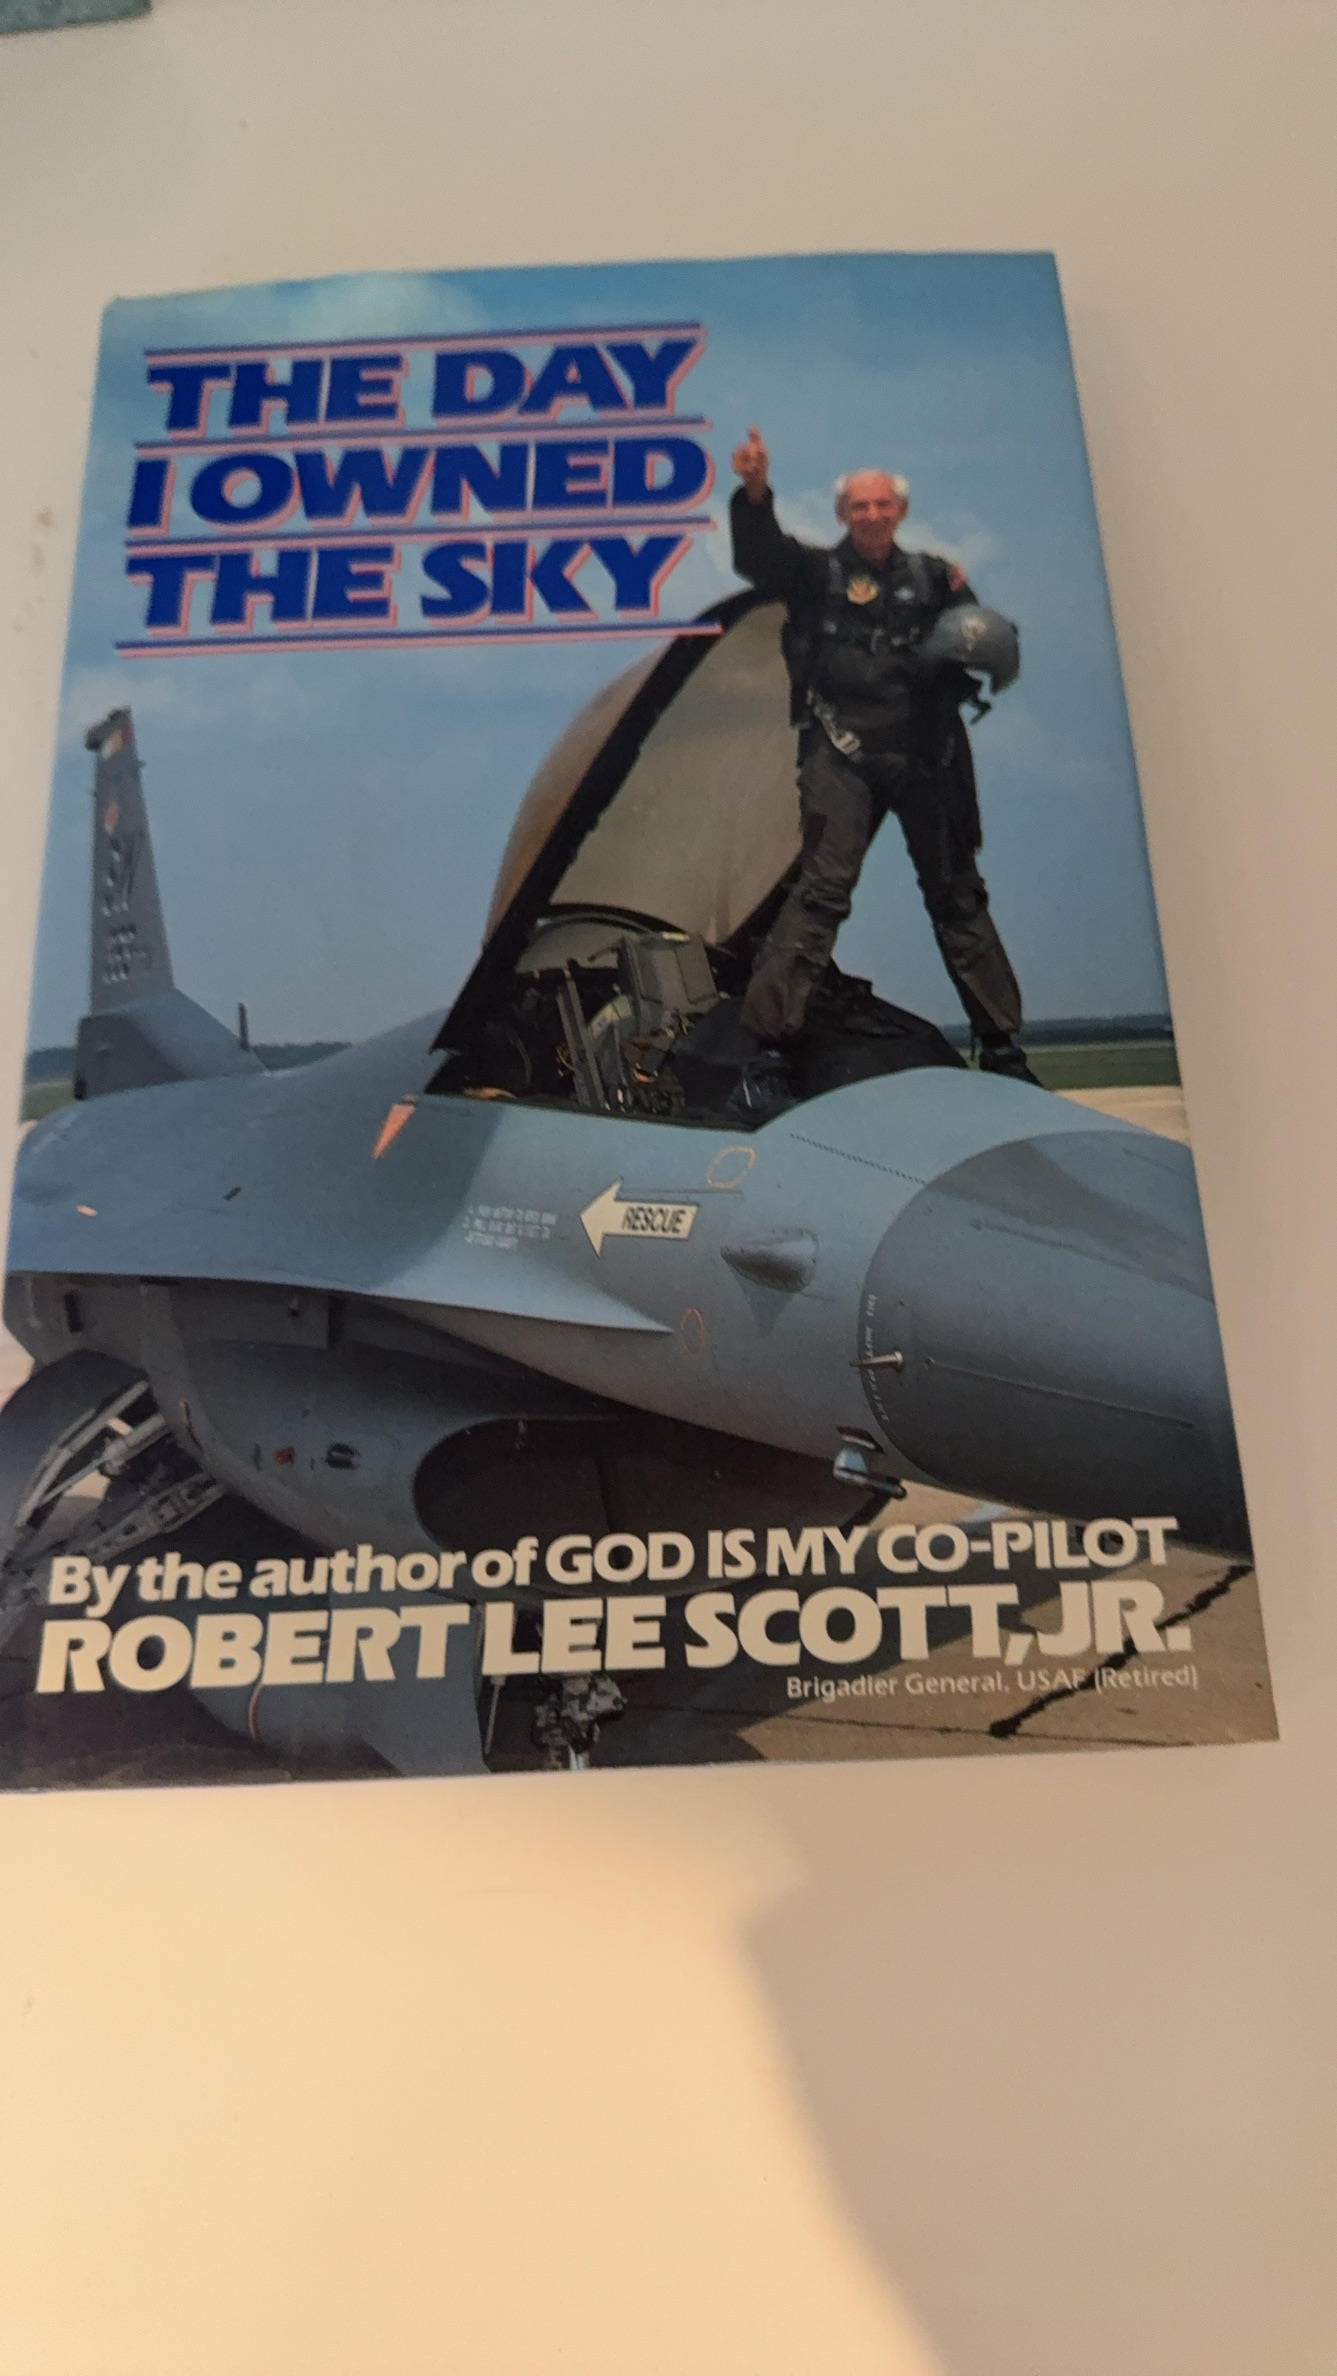 THE DAY
I OWNED
THE SKY
RESCUE
By the author of GOD IS MY CO-PILOT
ROBERT LEE SCOTT, JR.
Brigadier General, USAF (Retired)